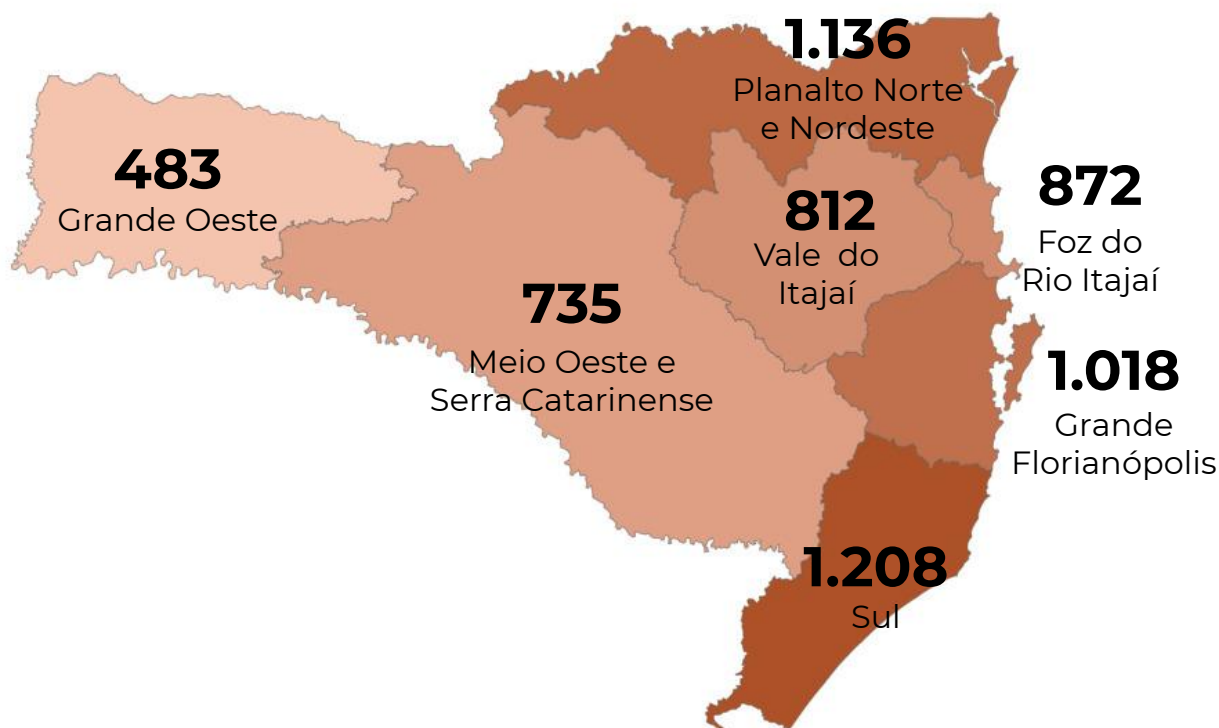 1.136
Planalto Norte
e Nordeste
483
Grande Oeste
812
Vale do
Itajaí
872
Foz do
Rio Itajaí
735
Meio Oeste e
Serra Catarinense
1.018
Grande
Florianópolis
1.208
Sul